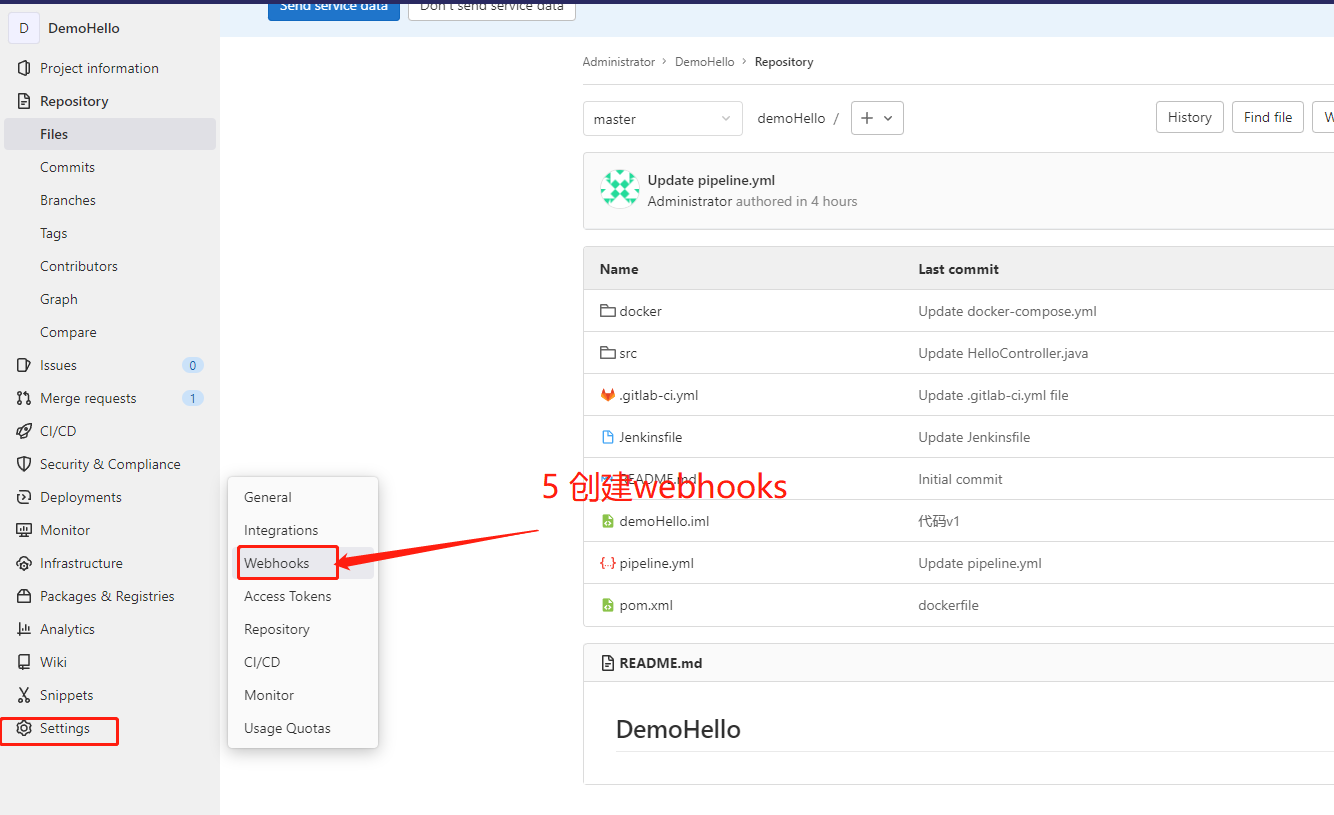 Send service data
Don't send service data
D DemoHello
Project information
Repository
Files
Commits
Branches
Tags
Contributors
Graph
Compare
Issues 0
Merge requests 1
CI/CD
Security & Compliance
Deployments
Monitor
Infrastructure
Packages & Registries
Analytics
Wiki
Snippets
Settings
General
Integrations
Webhooks
Access Tokens
Repository
CI/CD
Monitor
Usage Quotas
5 创建webhooks
Administrator > DemoHello > Repository
master demoHello / + History Find file
Update pipeline.yml
Administrator authored in 4 hours
Name Last commit
docker Update docker-compose.yml
src Update HelloController.java
.gitlab-ci.yml Update .gitlab-ci.yml file
Jenkinsfile Update Jenkinsfile
README.md Initial commit
demoHello.iml 代码v1
pipeline.yml Update pipeline.yml
pom.xml dockerfile
README.md
DemoHello